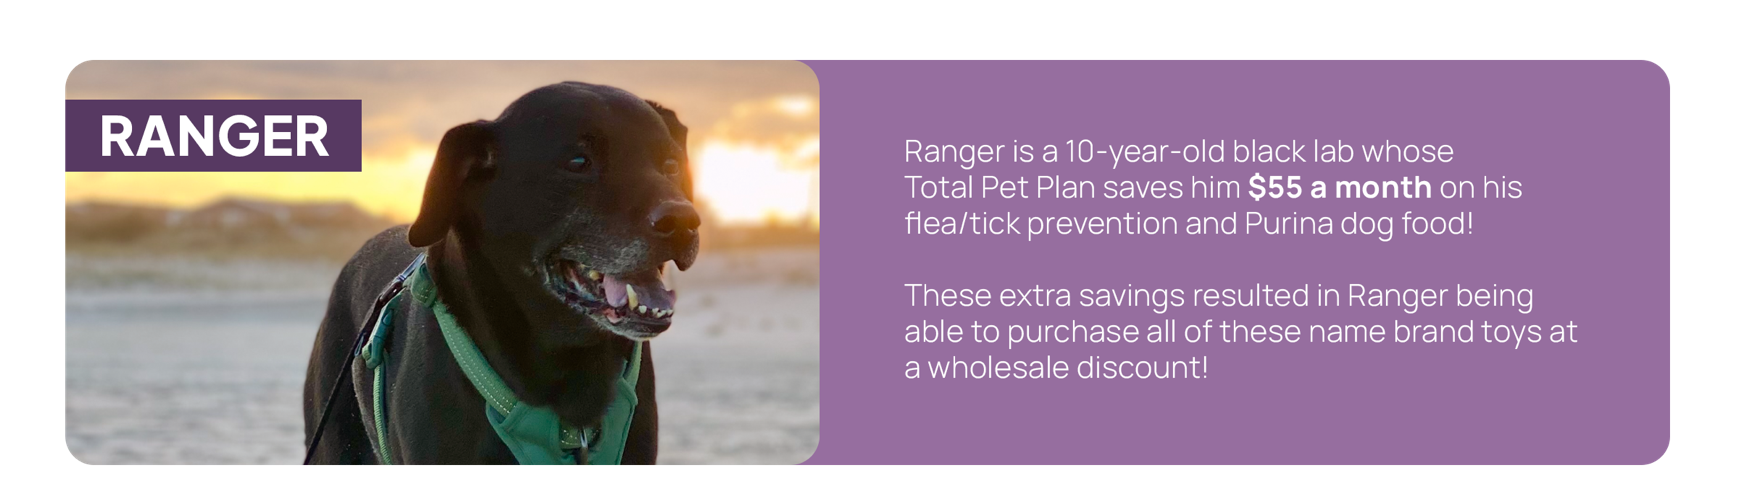 RANGER
Ranger is a 10-year-old black lab whose
Total Pet Plan saves him $55 a month on his
flea/tick prevention and Purina dog food!
These extra savings resulted in Ranger being
able to purchase all of these name brand toys at
a wholesale discount!